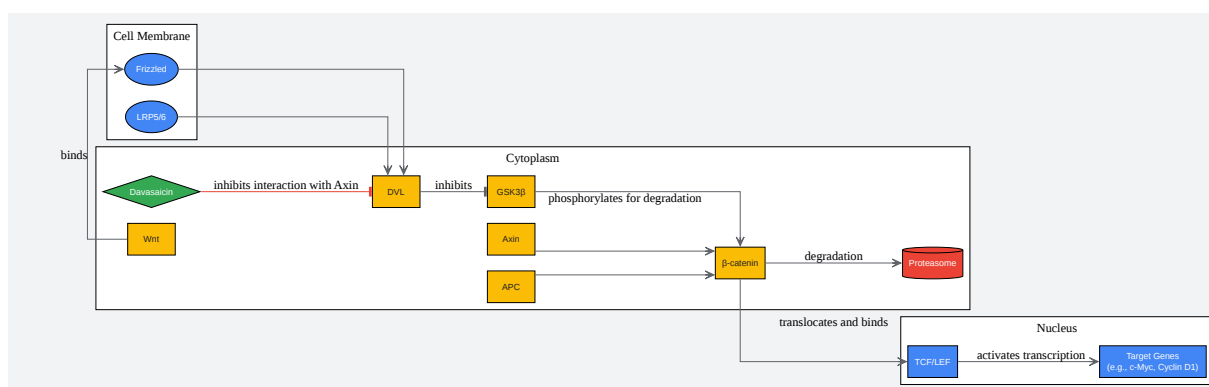 Cell Membrane
Frizzled
LRP5/6
binds
Cytoplasm
Davasaicin
inhibits interaction with Axin
DVL
inhibits
GSK3β
phosphorylates for degradation
Wnt
Axin
APC
β-catenin
degradation
Proteasome
translocates and binds
Nucleus
TCF/LEF
activates transcription
Target Genes
(e.g., c-Myc, Cyclin D1)